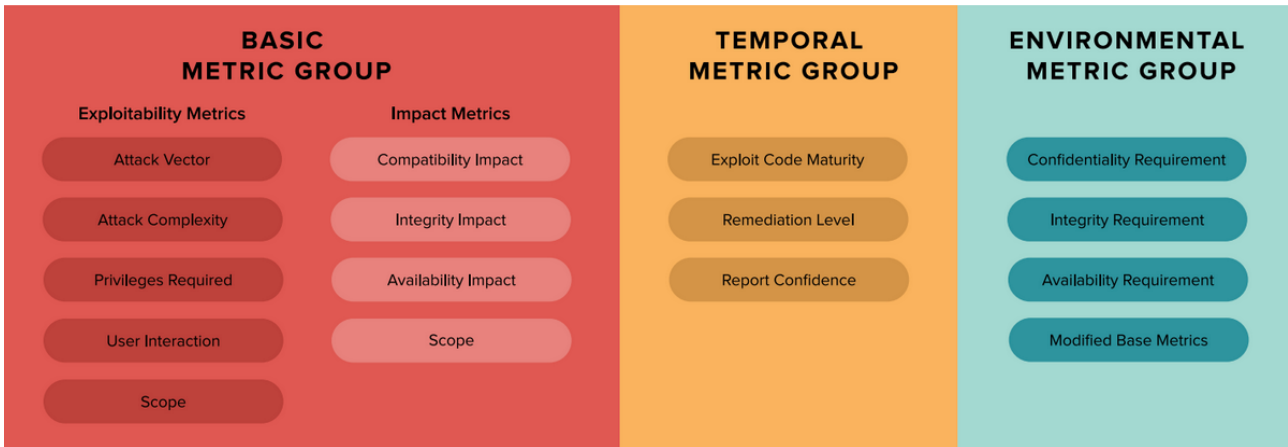 BASIC
METRIC GROUP
Exploitability Metrics
Attack Vector
Attack Complexity
Privileges Required
User Interaction
Scope
Impact Metrics
Compatibility Impact
Integrity Impact
Availability Impact
Scope
TEMPORAL
METRIC GROUP
Exploit Code Maturity
Remediation Level
Report Confidence
ENVIRONMENTAL
METRIC GROUP
Confidentiality Requirement
Integrity Requirement
Availability Requirement
Modified Base Metrics